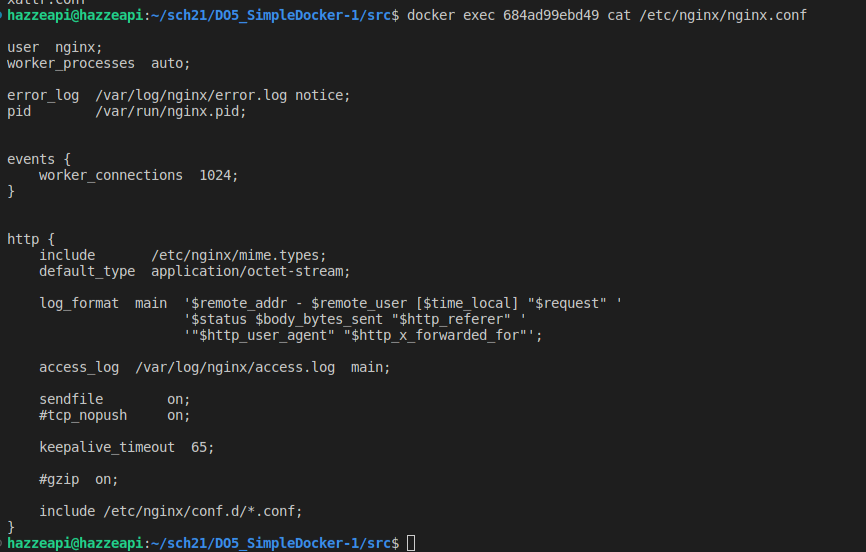 xattr.conf
hazzeapi@hazzeapi:~/sch21/DO5_SimpleDocker-1/src$ docker exec 684ad99ebd49 cat /etc/nginx/nginx.conf
user  nginx;
worker_processes  auto;
error_log  /var/log/nginx/error.log notice;
pid        /var/run/nginx.pid;
events {
    worker_connections  1024;
}
http {
    include       /etc/nginx/mime.types;
    default_type  application/octet-stream;
    log_format  main  '$remote_addr - $remote_user [$time_local] "$request" '
                      '$status $body_bytes_sent "$http_referer" '
                      '"$http_user_agent" "$http_x_forwarded_for"';
    access_log  /var/log/nginx/access.log  main;
    sendfile        on;
    #tcp_nopush     on;
    keepalive_timeout  65;
    #gzip  on;
    include /etc/nginx/conf.d/*.conf;
}
hazzeapi@hazzeapi:~/sch21/DO5_SimpleDocker-1/src$